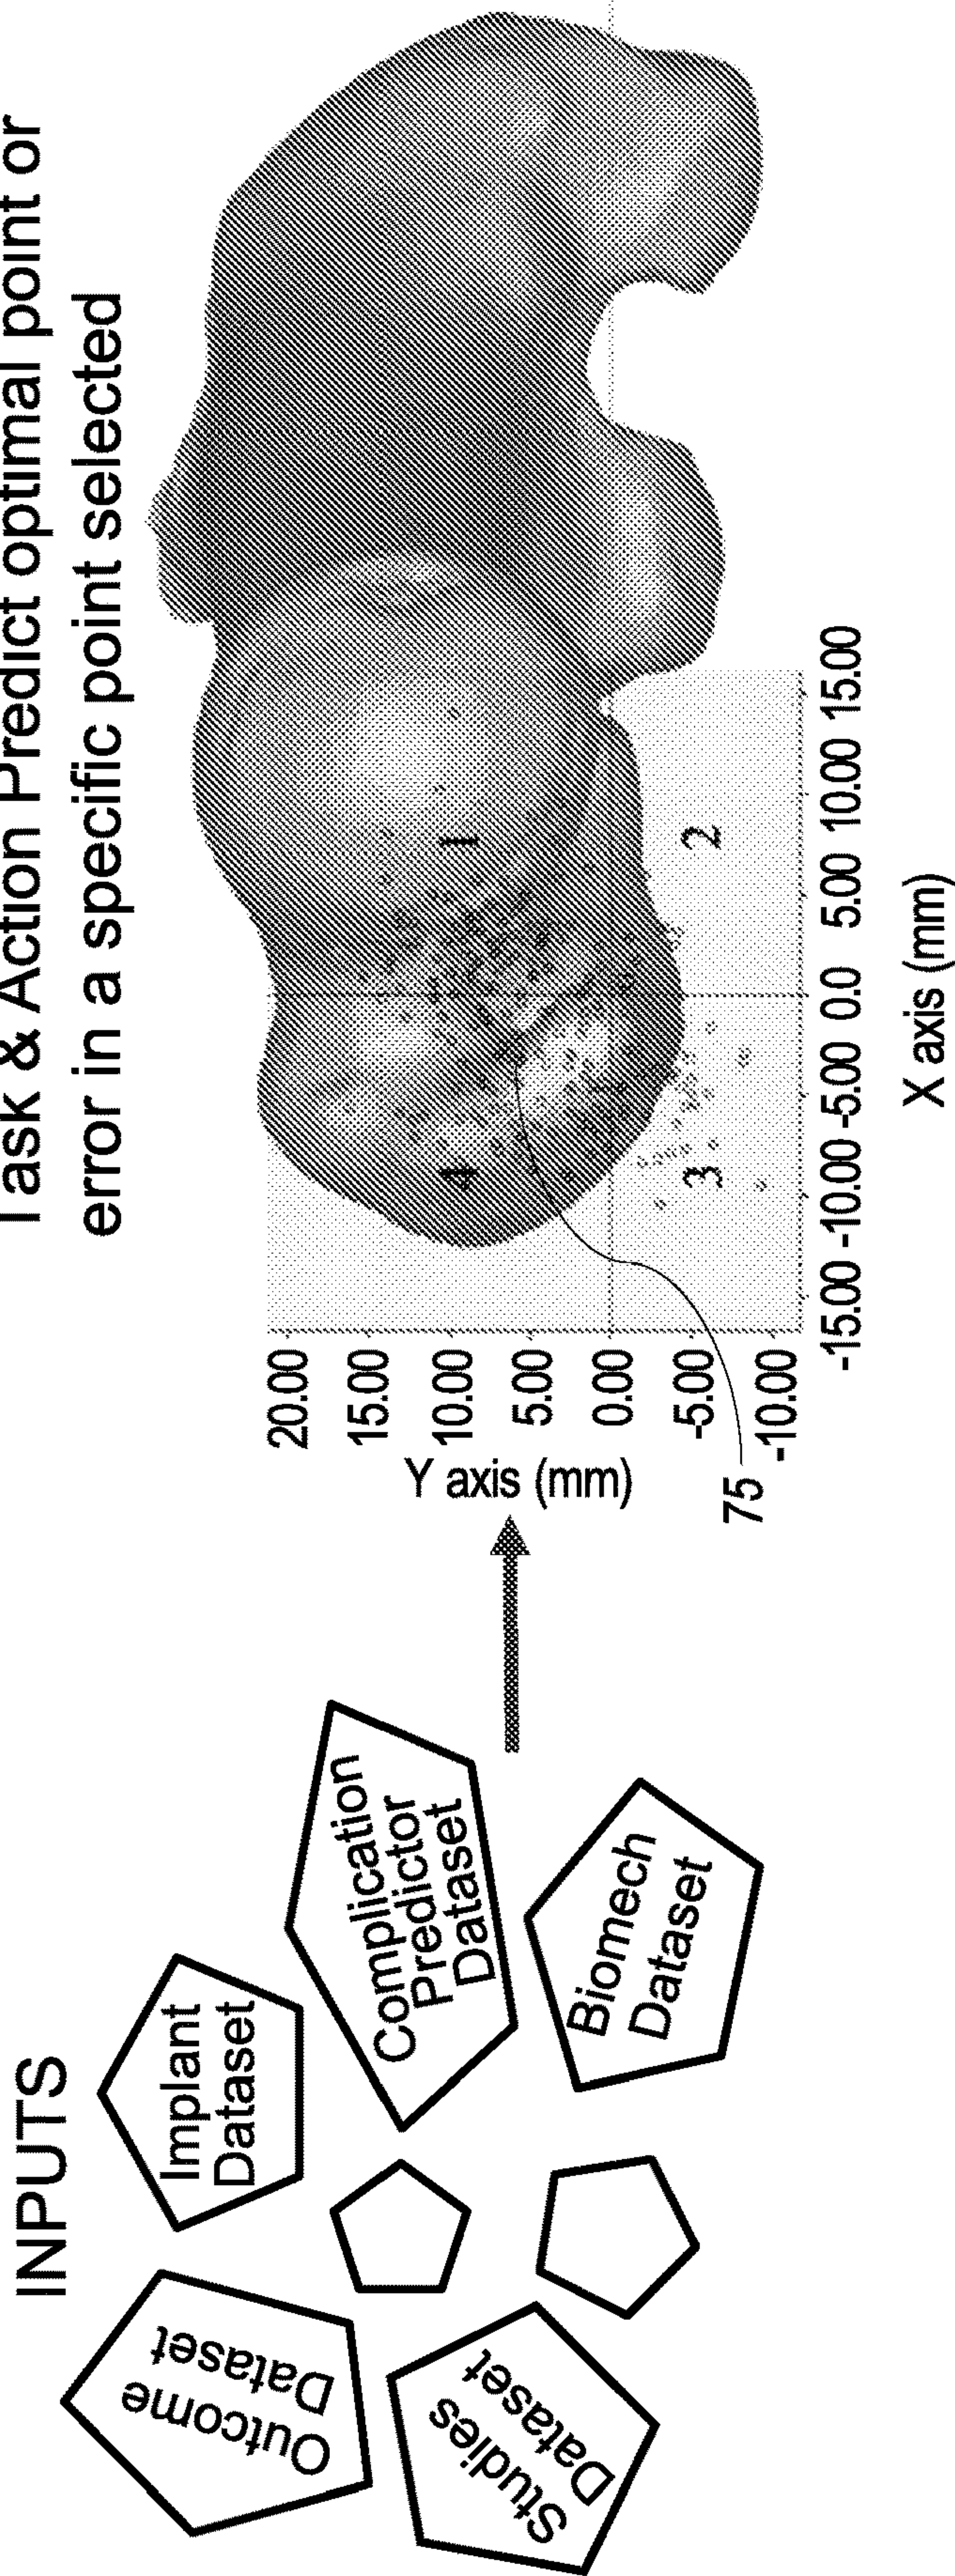 INPUTS
Outcome
Dataset
Implant
Dataset
Complication
Predictor
Dataset
Studies
Dataset
Biomech
Dataset
Task & Action Predict optimal point or
error in a specific point selected
Y axis (mm)
20.00
15.00
10.00
5.00
0.00
-5.00
-10.00
4
1
3
2
75
-15.00 -10.00 -5.00 0.0 5.00 10.00 15.00
X axis (mm)